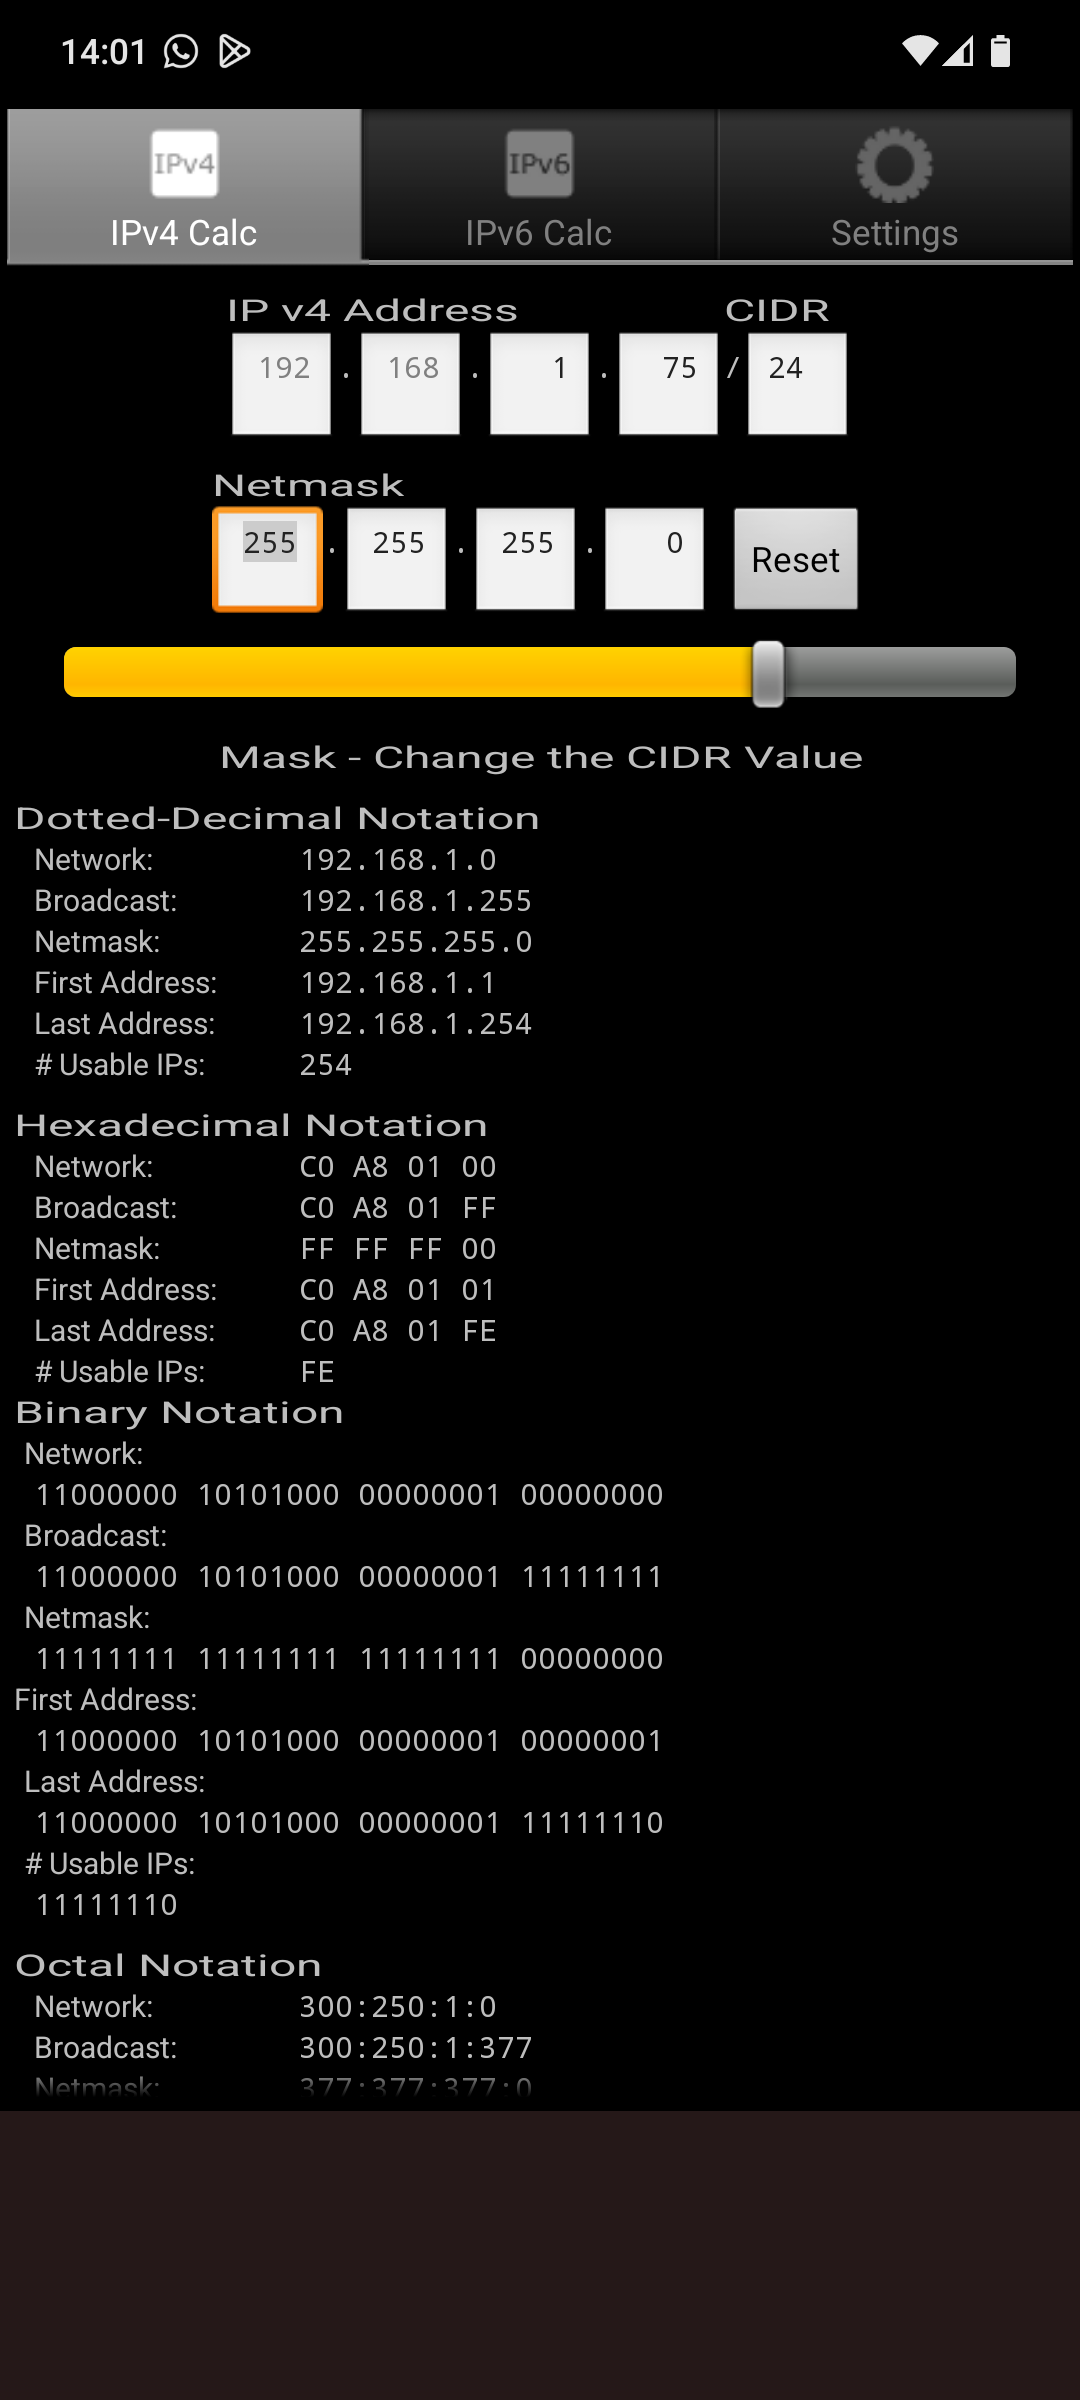 14:01
IPv4 IPv6
IPv4 Calc IPv6 Calc Settings
IP v4 Address CIDR
192 . 168 . 1 . 75 / 24
Netmask
255 . 255 . 255 . 0 Reset
Mask - Change the CIDR Value
Dotted-Decimal Notation
Network: 192.168.1.0
Broadcast: 192.168.1.255
Netmask: 255.255.255.0
First Address: 192.168.1.1
Last Address: 192.168.1.254
# Usable IPs: 254
Hexadecimal Notation
Network: C0 A8 01 00
Broadcast: C0 A8 01 FF
Netmask: FF FF FF 00
First Address: C0 A8 01 01
Last Address: C0 A8 01 FE
# Usable IPs: FE
Binary Notation
Network:
11000000 10101000 00000001 00000000
Broadcast:
11000000 10101000 00000001 11111111
Netmask:
11111111 11111111 11111111 00000000
First Address:
11000000 10101000 00000001 00000001
Last Address:
11000000 10101000 00000001 11111110
# Usable IPs:
11111110
Octal Notation
Network: 300:250:1:0
Broadcast: 300:250:1:377
Netmask: 377:377:377:0